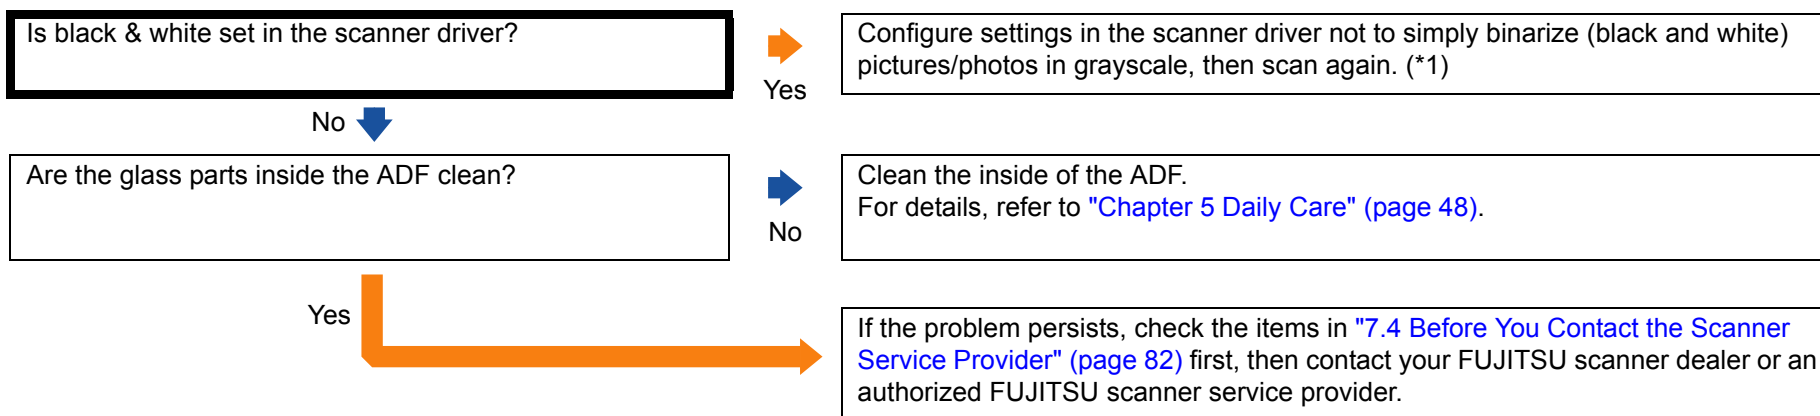 Is black & white set in the scanner driver?
Yes
Configure settings in the scanner driver not to simply binarize (black and white)
pictures/photos in grayscale, then scan again. (*1)
No
Are the glass parts inside the ADF clean?
No
Clean the inside of the ADF.
For details, refer to "Chapter 5 Daily Care" (page 48).
Yes
If the problem persists, check the items in "7.4 Before You Contact the Scanner
Service Provider" (page 82) first, then contact your FUJITSU scanner dealer or an
authorized FUJITSU scanner service provider.